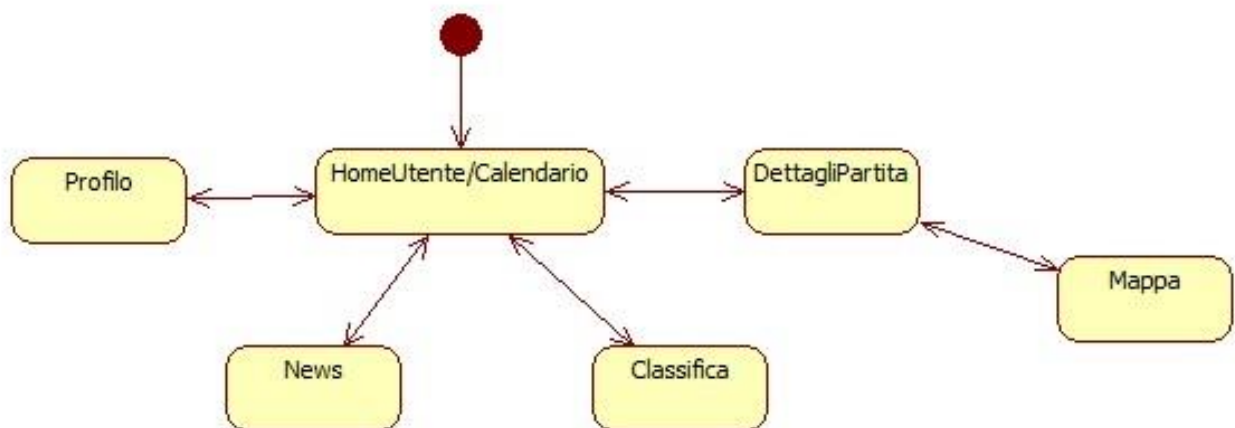 Profilo
HomeUtente/Calendario
DettagliPartita
Mappa
News
Classifica